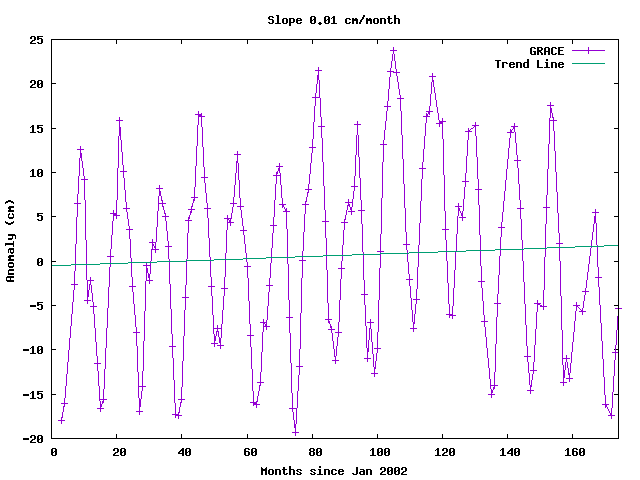 Slope 0.01 cm/month
GRACE
Trend Line
25
20
15
10
5
0
-5
-10
-15
-20
Anomaly (cm)
0 20 40 60 80 100 120 140 160
Months since Jan 2002